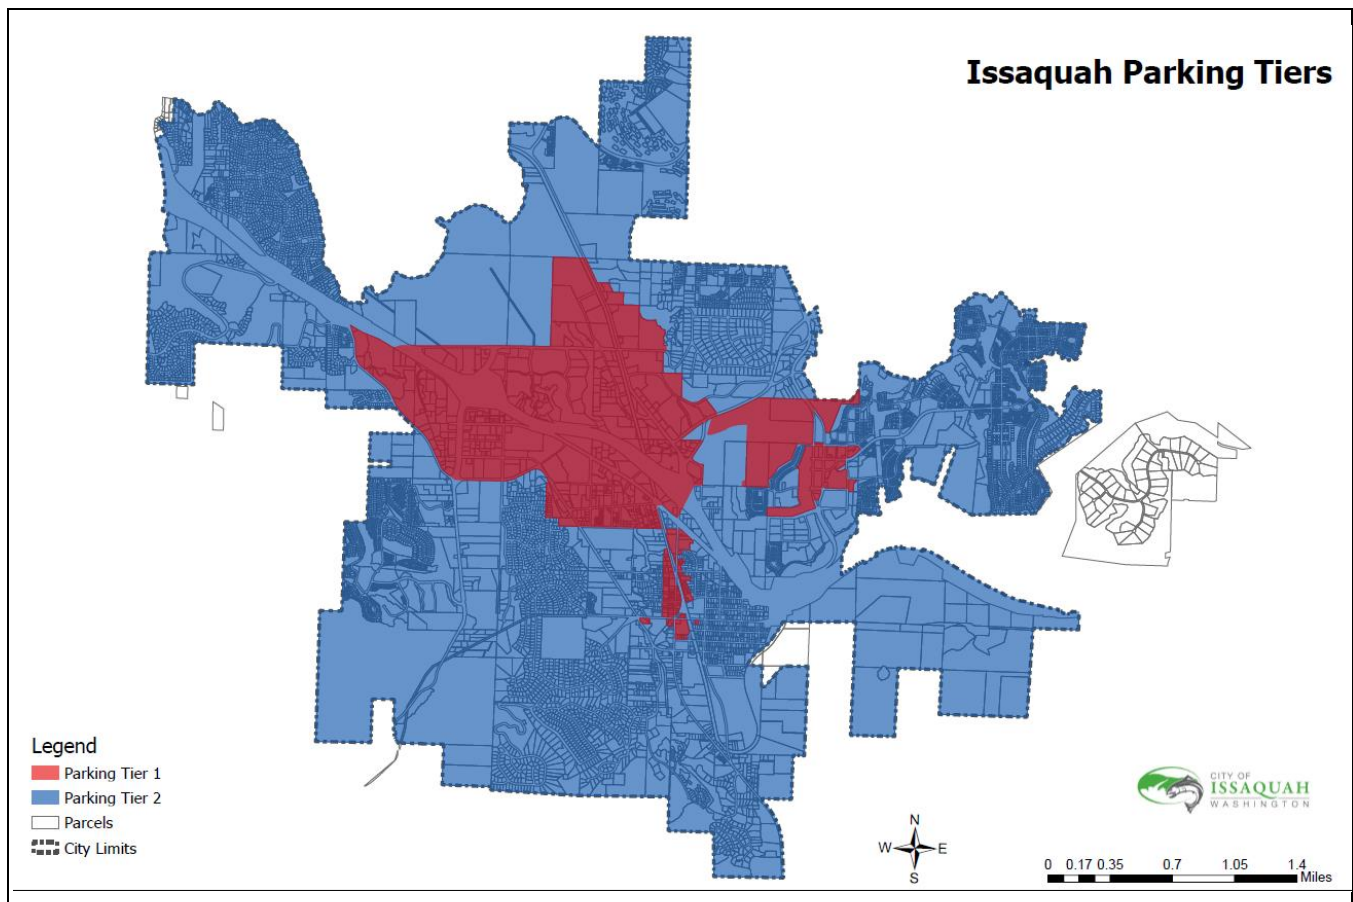 Issaquah Parking Tiers
Legend
Parking Tier 1
Parking Tier 2
Parcels
City Limits
CITY OF
ISSAQUAH
WASHINGTON
N
W E
S
0 0.17 0.35 0.7 1.05 1.4
Miles